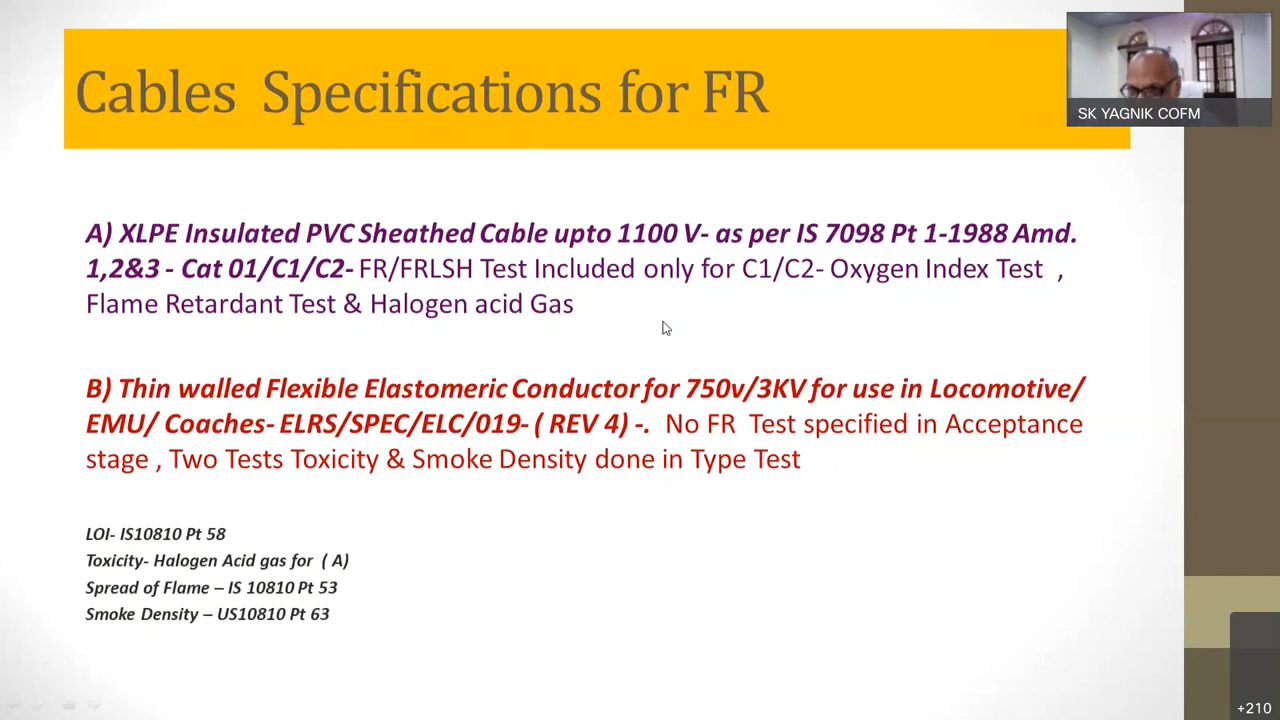 Cables Specifications for FR
SK YAGNIK COFM
A) XLPE Insulated PVC Sheathed Cable upto 1100 V- as per IS 7098 Pt 1-1988 Amd.
1,2&3 - Cat 01/C1/C2- FR/FRLSH Test Included only for C1/C2- Oxygen Index Test ,
Flame Retardant Test & Halogen acid Gas
B) Thin walled Flexible Elastomeric Conductor for 750v/3KV for use in Locomotive/
EMU/ Coaches- ELRS/SPEC/ELC/019- ( REV 4) -. No FR Test specified in Acceptance
stage , Two Tests Toxicity & Smoke Density done in Type Test
LOI- IS10810 Pt 58
Toxicity- Halogen Acid gas for ( A)
Spread of Flame – IS 10810 Pt 53
Smoke Density – US10810 Pt 63
+210